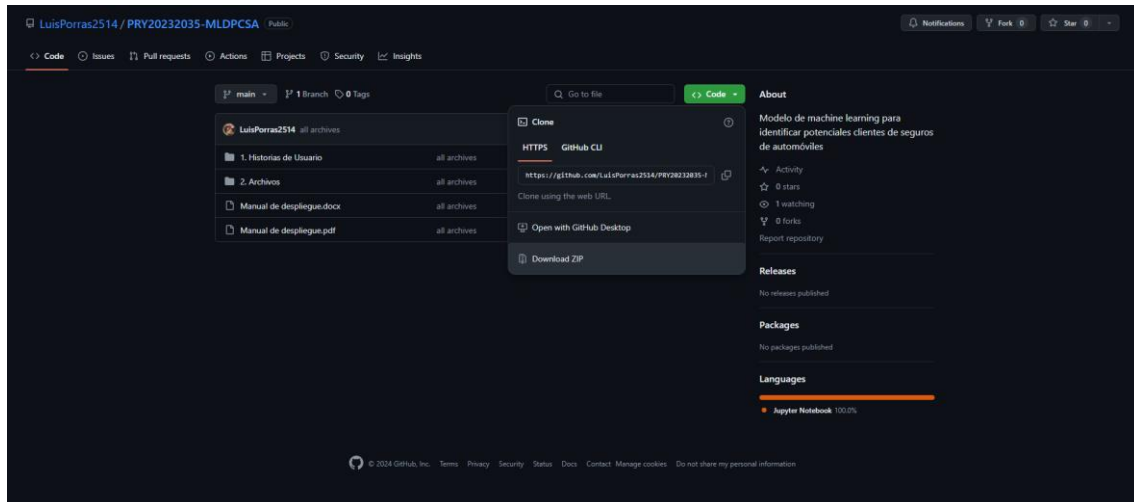 LuisPorras2514 / PRY20232035-MLDPCSA Public
Notifications Fork 0 Star 0
Code Issues Pull requests Actions Projects Security Insights
main 1 Branch 0 Tags Go to file Code
LuisPorras2514 all archives
1. Historias de Usuario all archives
2. Archivos all archives
Manual de despliegue.docx all archives
Manual de despliegue.pdf all archives
Clone
HTTPS GitHub CLI
https://github.com/LuisPorras2514/PRY20232035-
Clone using the web URL.
Open with GitHub Desktop
Download ZIP
About
Modelo de machine learning para
identificar potenciales clientes de seguros
de automóviles
Activity
0 stars
1 watching
0 forks
Report repository
Releases
No releases published
Packages
No packages published
Languages
Jupyter Notebook 100.0%
© 2024 GitHub, Inc. Terms Privacy Security Status Docs Contact Manage cookies Do not share my personal information